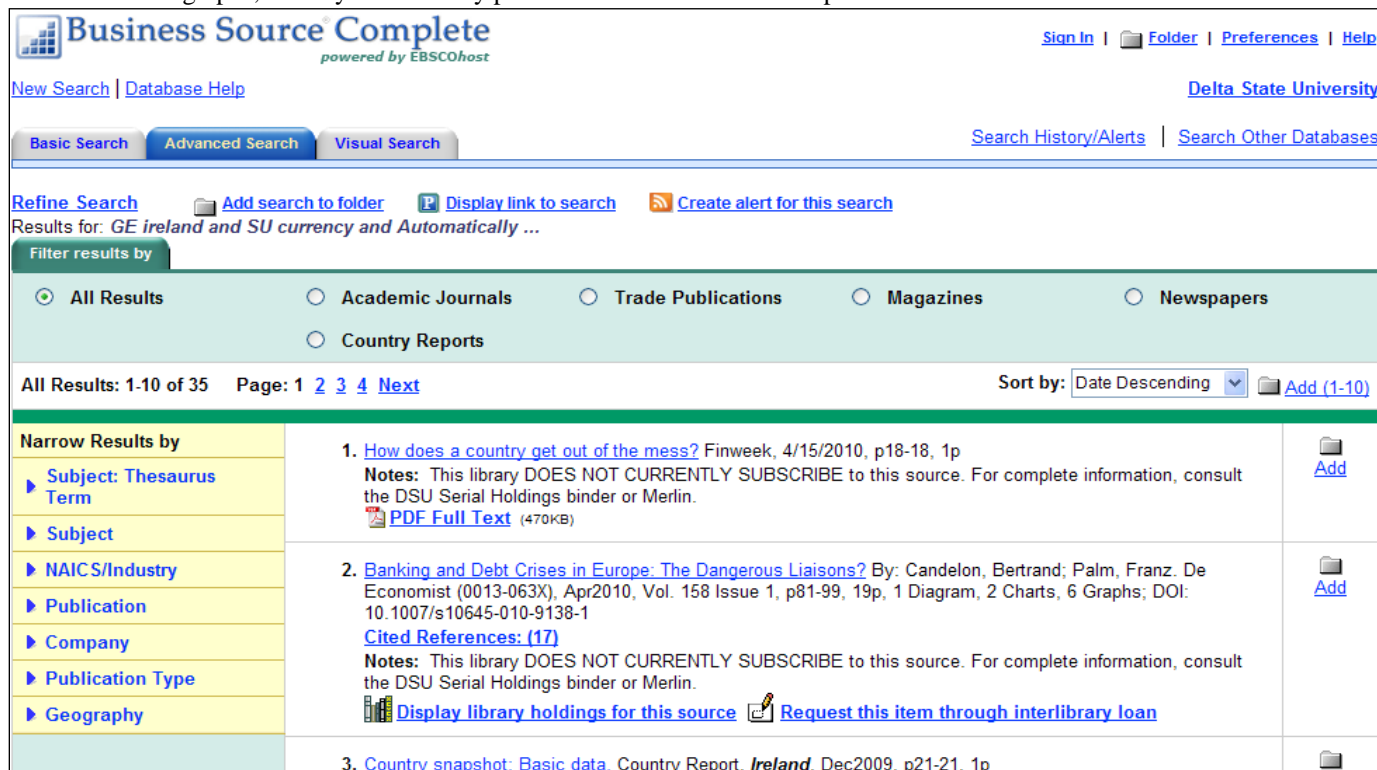 Business Source Complete
powered by EBSCOhost
Sign In | Folder | Preferences | Help
New Search | Database Help
Delta State University
Basic Search Advanced Search Visual Search
Search History/Alerts | Search Other Databases
Refine Search Add search to folder Display link to search Create alert for this search
Results for: GE ireland and SU currency and Automatically ...
Filter results by
All Results Academic Journals Trade Publications Magazines Newspapers
Country Reports
All Results: 1-10 of 35 Page: 1 2 3 4 Next Sort by: Date Descending Add (1-10)
Narrow Results by
Subject: Thesaurus
Term
Subject
NAICS/Industry
Publication
Company
Publication Type
Geography
1. How does a country get out of the mess? Finweek, 4/15/2010, p18-18, 1p
Notes: This library DOES NOT CURRENTLY SUBSCRIBE to this source. For complete information, consult
the DSU Serial Holdings binder or Merlin.
PDF Full Text (470KB)
Add
2. Banking and Debt Crises in Europe: The Dangerous Liaisons? By: Candelon, Bertrand; Palm, Franz. De
Economist (0013-063X), Apr2010, Vol. 158 Issue 1, p81-99, 19p, 1 Diagram, 2 Charts, 6 Graphs; DOI:
10.1007/s10645-010-9138-1
Cited References: (17)
Notes: This library DOES NOT CURRENTLY SUBSCRIBE to this source. For complete information, consult
the DSU Serial Holdings binder or Merlin.
Display library holdings for this source Request this item through interlibrary loan
Add
3. Country snapshot: Basic data. Country Report. Ireland, Dec2009, p21-21, 1p